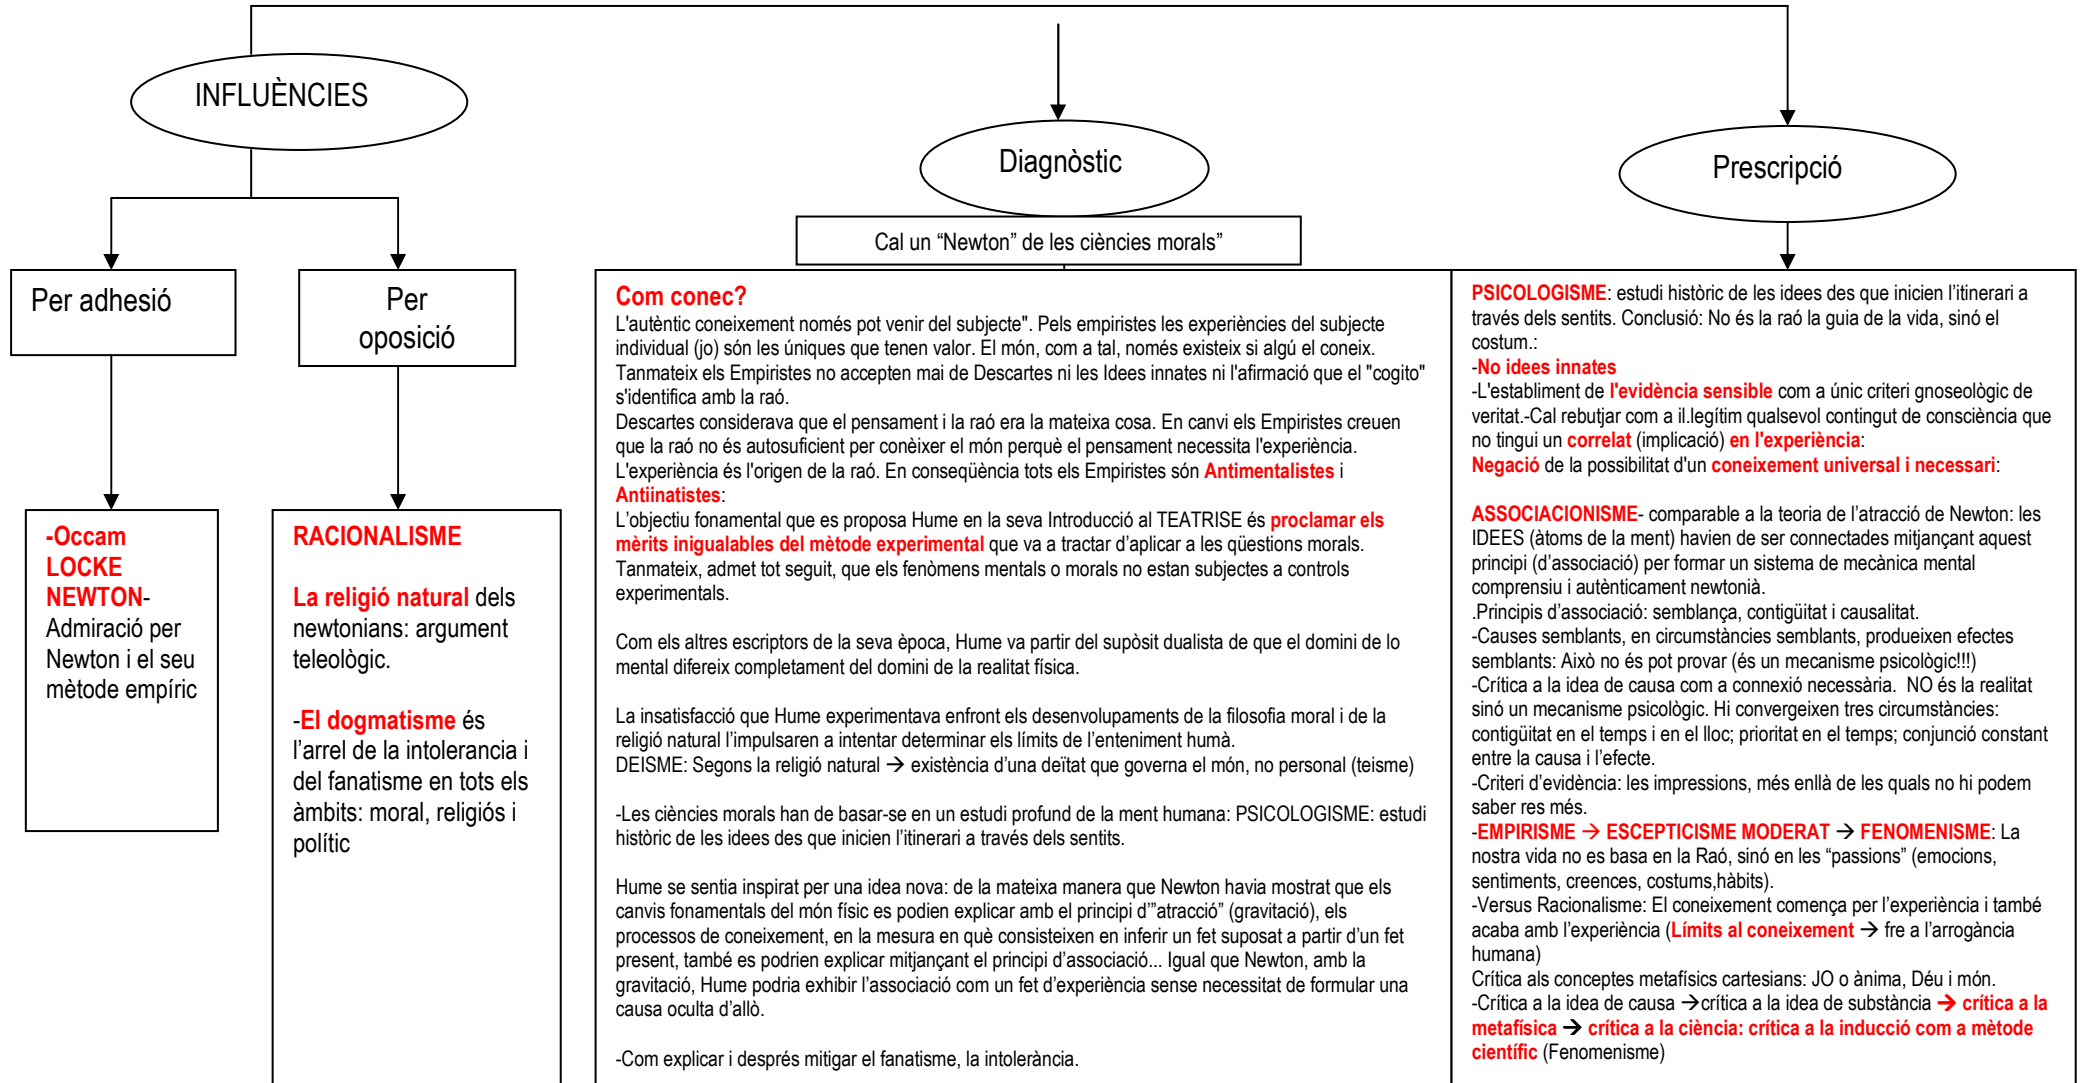 INFLUÈNCIES
Per adhesió
-Occam
LOCKE
NEWTON-
Admiració per
Newton i el seu
mètode empíric
Per
oposició
RACIONALISME
La religió natural dels
newtonians: argument
teleològic.
-El dogmatisme és
l’arrel de la intolerancia i
del fanatisme en tots els
àmbits: moral, religiós i
polític
Diagnòstic
Cal un “Newton” de les ciències morals”
Com conec?
L'autèntic coneixement només pot venir del subjecte". Pels empiristes les experiències del subjecte
individual (jo) són les úniques que tenen valor. El món, com a tal, només existeix si algú el coneix.
Tanmateix els Empiristes no accepten mai de Descartes ni les Idees innates ni l'afirmació que el "cogito"
s'identifica amb la raó.
Descartes considerava que el pensament i la raó era la mateixa cosa. En canvi els Empiristes creuen
que la raó no és autosuficient per conèixer el món perquè el pensament necessita l'experiència.
L'experiència és l'origen de la raó. En conseqüència tots els Empiristes són Antimentalistes i
Antiinatistes:
L’objectiu fonamental que es proposa Hume en la seva Introducció al TEATRISE és proclamar els
mèrits inigualables del mètode experimental que va a tractar d’aplicar a les qüestions morals.
Tanmateix, admet tot seguit, que els fenòmens mentals o morals no estan subjectes a controls
experimentals.
Com els altres escriptors de la seva època, Hume va partir del supòsit dualista de que el domini de lo
mental difereix completament del domini de la realitat física.
La insatisfacció que Hume experimentava enfront els desenvolupaments de la filosofia moral i de la
religió natural l’impulsaren a intentar determinar els límits de l’enteniment humà.
DEISME: Segons la religió natural → existència d’una deïtat que governa el món, no personal (teisme)
-Les ciències morals han de basar-se en un estudi profund de la ment humana: PSICOLOGISME: estudi
històric de les idees des que inicien l’itinerari a través dels sentits.
Hume se sentia inspirat per una idea nova: de la mateixa manera que Newton havia mostrat que els
canvis fonamentals del món físic es podien explicar amb el principi d’”atracció” (gravitació), els
processos de coneixement, en la mesura en què consisteixen en inferir un fet suposat a partir d’un fet
present, també es podrien explicar mitjançant el principi d’associació... Igual que Newton, amb la
gravitació, Hume podria exhibir l’associació com un fet d’experiència sense necessitat de formular una
causa oculta d’allò.
-Com explicar i després mitigar el fanatisme, la intolerància.
Prescripció
PSICOLOGISME: estudi històric de les idees des que inicien l’itinerari a
través dels sentits. Conclusió: No és la raó la guia de la vida, sinó el
costum.:
-No idees innates
-L'establiment de l'evidència sensible com a únic criteri gnoseològic de
veritat.-Cal rebutjar com a il.legítim qualsevol contingut de consciència que
no tingui un correlat (implicació) en l'experiència:
Negació de la possibilitat d'un coneixement universal i necessari:
ASSOCIACIONISME- comparable a la teoria de l’atracció de Newton: les
IDEES (àtoms de la ment) havien de ser connectades mitjançant aquest
principi (d’associació) per formar un sistema de mecànica mental
comprensiu i autènticament newtonià.
.Principis d’associació: semblança, contigüitat i causalitat.
-Causes semblants, en circumstàncies semblants, produeixen efectes
semblants: Això no és pot provar (és un mecanisme psicològic!!!)
-Crítica a la idea de causa com a connexió necessària. NO és la realitat
sinó un mecanisme psicològic. Hi convergeixen tres circumstàncies:
contigüitat en el temps i en el lloc; prioritat en el temps; conjunció constant
entre la causa i l’efecte.
-Criteri d’evidència: les impressions, més enllà de les quals no hi podem
saber res més.
-EMPIRISME → ESCEPTICISME MODERAT → FENOMENISME: La
nostra vida no es basa en la Raó, sinó en les “passions” (emocions,
sentiments, creences, costums,hàbits).
-Versus Racionalisme: El coneixement comença per l’experiència i també
acaba amb l’experiència (Límits al coneixement → fre a l’arrogància
humana)
Crítica als conceptes metafísics cartesians: JO o ànima, Déu i món.
-Crítica a la idea de causa →crítica a la idea de substància → crítica a la
metafísica → crítica a la ciència: crítica a la inducció com a mètode
científic (Fenomenisme)